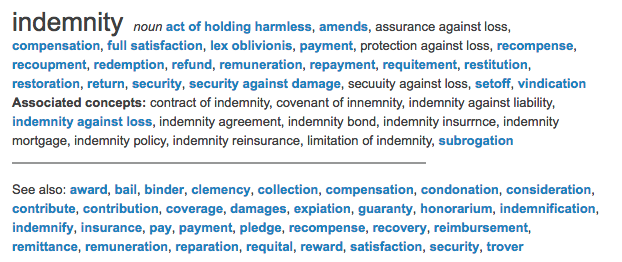 indemnity noun act of holding harmless, amends, assurance against loss,
compensation, full satisfaction, lex oblivionis, payment, protection against loss, recompense,
recoupment, redemption, refund, remuneration, repayment, requitement, restitution,
restoration, return, security, security against damage, secuuity against loss, setoff, vindication
Associated concepts: contract of indemnity, covenant of innemnity, indemnity against liability,
indemnity against loss, indemnity agreement, indemnity bond, indemnity insurrnce, indemnity
mortgage, indemnity policy, indemnity reinsurance, limitation of indemnity, subrogation
See also: award, bail, binder, clemency, collection, compensation, condonation, consideration,
contribute, contribution, coverage, damages, expiation, guaranty, honorarium, indemnification,
indemnify, insurance, pay, payment, pledge, recompense, recovery, reimbursement,
remittance, remuneration, reparation, requital, reward, satisfaction, security, trover